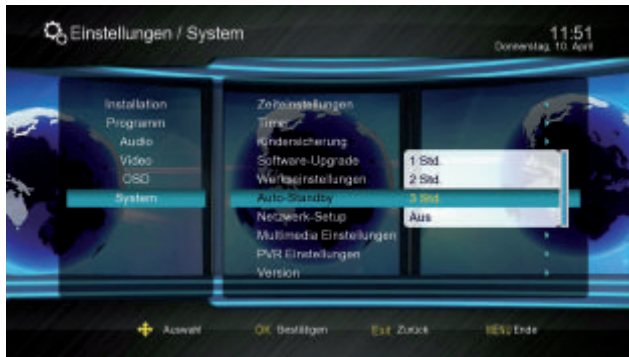 Einstellungen / System
11:51
Donnerstag, 10. April
Installation
Programm
Audio
Video
OSD
System
Zeiteinstellungen
Timer
Kindersicherung
Software-Upgrade
Werkseinstellungen
Auto-Standby
Netzwerk-Setup
Multimedia Einstellungen
PVR Einstellungen
Version
1 Std.
2 Std.
3 Std.
Aus
Auswahl
OK Bestätigen
Exit Zurück
MENU Ende